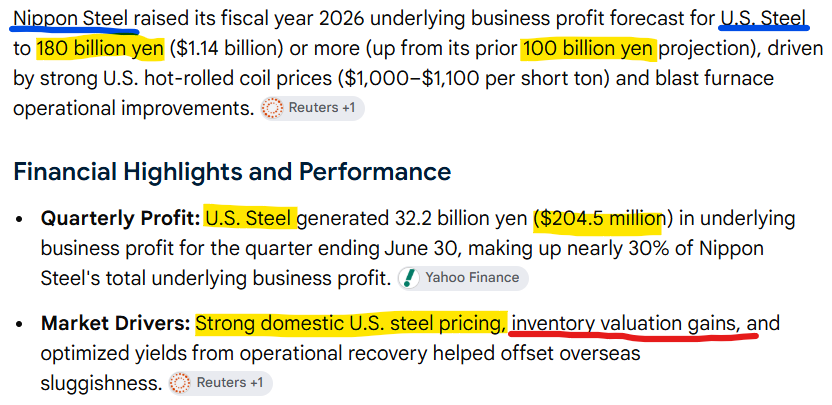 Nippon Steel raised its fiscal year 2026 underlying business profit forecast for U.S. Steel
to 180 billion yen ($1.14 billion) or more (up from its prior 100 billion yen projection), driven
by strong U.S. hot-rolled coil prices ($1,000–$1,100 per short ton) and blast furnace
operational improvements. Reuters +1
Financial Highlights and Performance
• Quarterly Profit: U.S. Steel generated 32.2 billion yen ($204.5 million) in underlying
business profit for the quarter ending June 30, making up nearly 30% of Nippon
Steel's total underlying business profit. Yahoo Finance
• Market Drivers: Strong domestic U.S. steel pricing, inventory valuation gains, and
optimized yields from operational recovery helped offset overseas
sluggishness. Reuters +1